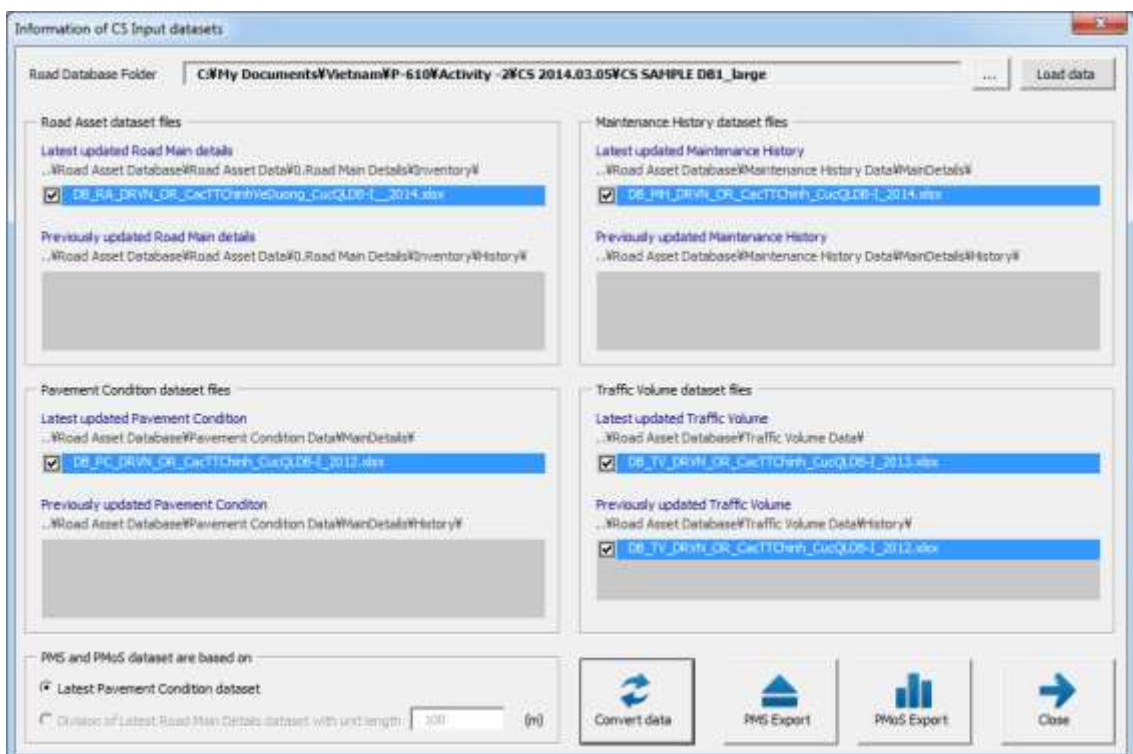 Information of CS Input datasets
Road Database Folder C:¥My Documents¥Vietnam¥P-610¥Activity -2¥CS 2014.03.05¥CS SAMPLE DB1_large ... Load data
Road Asset dataset files
Latest updated Road Main details
..¥Road Asset Database¥Road Asset Data¥0.Road Main Details¥Inventory¥
DB_RA_DRVN_OR_CacTTChinhVeDuong_CucQLDB-I__2014.xlsx
Previously updated Road Main details
..¥Road Asset Database¥Road Asset Data¥0.Road Main Details¥Inventory¥History¥
Maintenance History dataset files
Latest updated Maintenance History
..¥Road Asset Database¥Maintenance History Data¥MainDetails¥
DB_MH_DRVN_OR_CacTTChinh_CucQLDB-I_2014.xlsx
Previously updated Maintenance History
..¥Road Asset Database¥Maintenance History Data¥MainDetails¥History¥
Pavement Condition dataset files
Latest updated Pavement Condition
..¥Road Asset Database¥Pavement Condition Data¥MainDetails¥
DB_PC_DRVN_OR_CacTTChinh_CucQLDB-I_2012.xlsx
Previously updated Pavement Conditon
..¥Road Asset Database¥Pavement Condition Data¥MainDetails¥History¥
Traffic Volume dataset files
Latest updated Traffic Volume
..¥Road Asset Database¥Traffic Volume Data¥
DB_TV_DRVN_OR_CacTTChinh_CucQLDB-I_2013.xlsx
Previously updated Traffic Volume
..¥Road Asset Database¥Traffic Volume Data¥History¥
DB_TV_DRVN_OR_CacTTChinh_CucQLDB-I_2012.xlsx
PMS and PMoS dataset are based on
Latest Pavement Condition dataset
Division of Latest Road Main Details dataset with unit length 100 (m)
Convert data
PMS Export
PMoS Export
Close